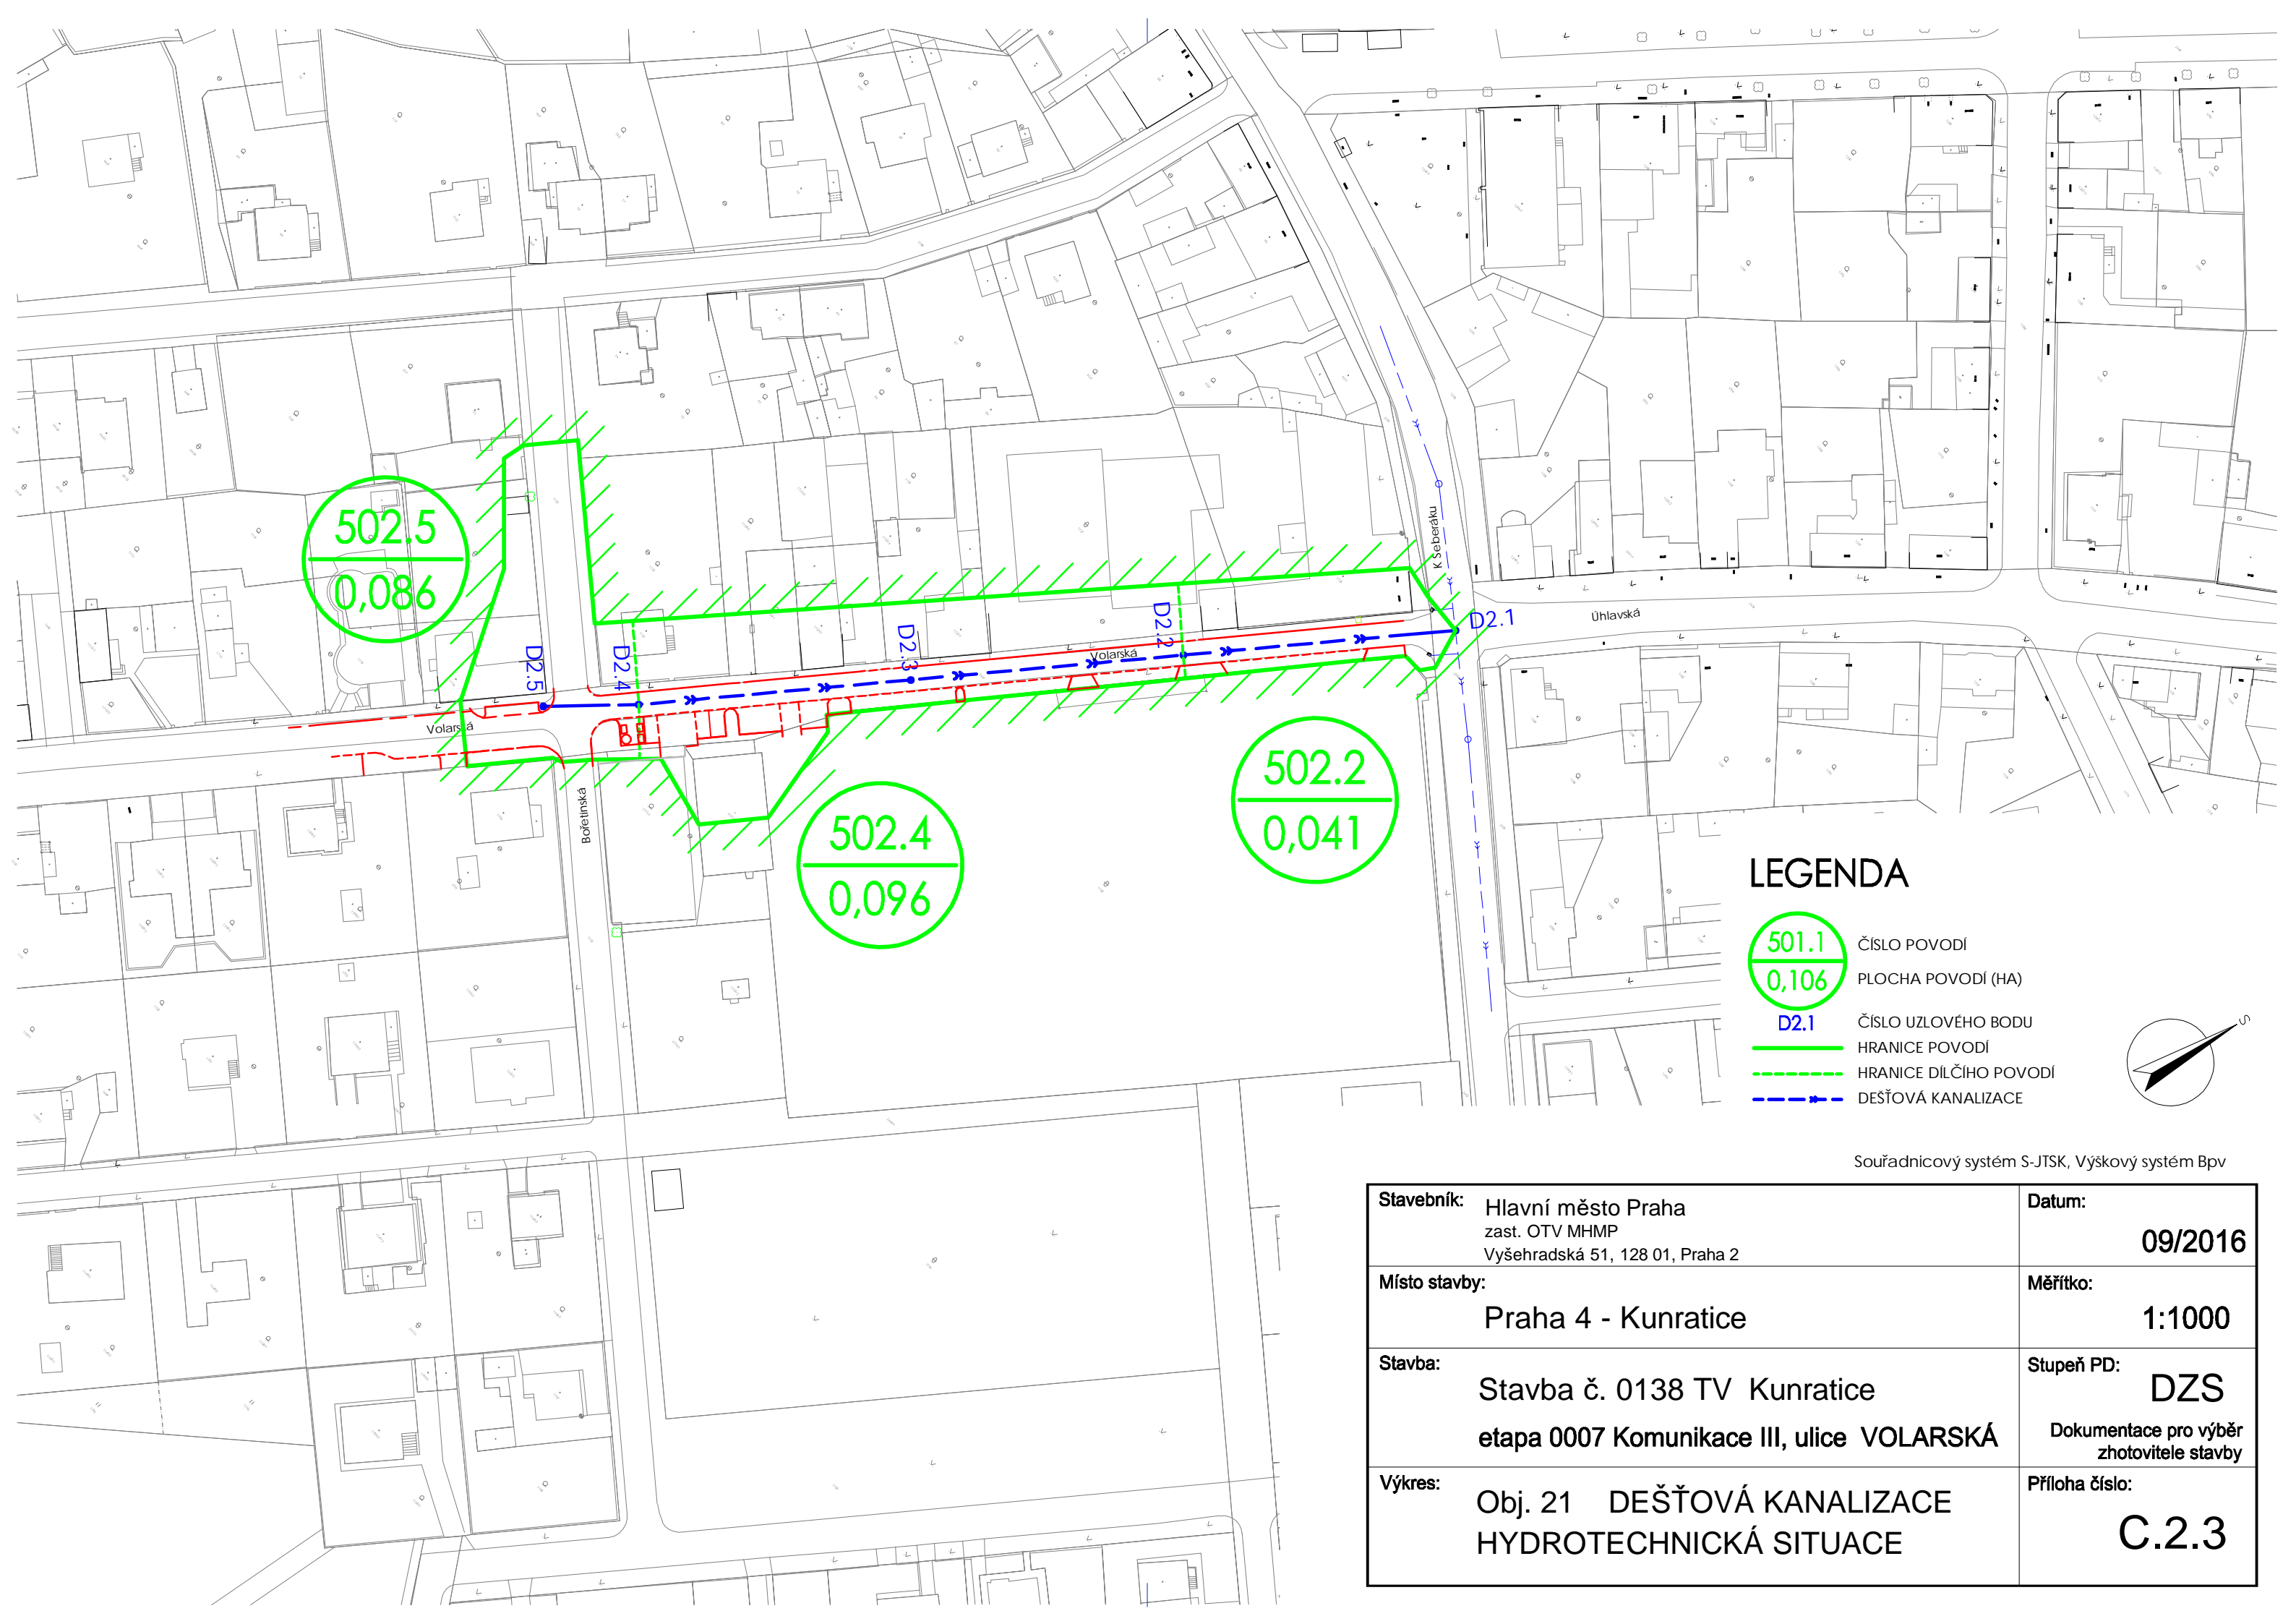 502.5
0,086
D2.5
D2.4
D2.3
D2.2
D2.1
K Šeberáku
Úhlavská
Volarská
Volarská
Bořetínská
502.4
0,096
502.2
0,041
LEGENDA
501.1
ČÍSLO POVODÍ
0,106
PLOCHA POVODÍ (HA)
D2.1
ČÍSLO UZLOVÉHO BODU
HRANICE POVODÍ
HRANICE DÍLČÍHO POVODÍ
DEŠŤOVÁ KANALIZACE
S
Souřadnicový systém S-JTSK, Výškový systém Bpv
Stavebník:
Hlavní město Praha
zast. OTV MHMP
Vyšehradská 51, 128 01, Praha 2
Datum:
09/2016
Místo stavby:
Praha 4 - Kunratice
Měřítko:
1:1000
Stavba:
Stavba č. 0138 TV Kunratice
etapa 0007 Komunikace III, ulice VOLARSKÁ
Stupeň PD:
DZS
Dokumentace pro výběr
zhotovitele stavby
Výkres:
Obj. 21 DEŠŤOVÁ KANALIZACE
HYDROTECHNICKÁ SITUACE
Příloha číslo:
C.2.3